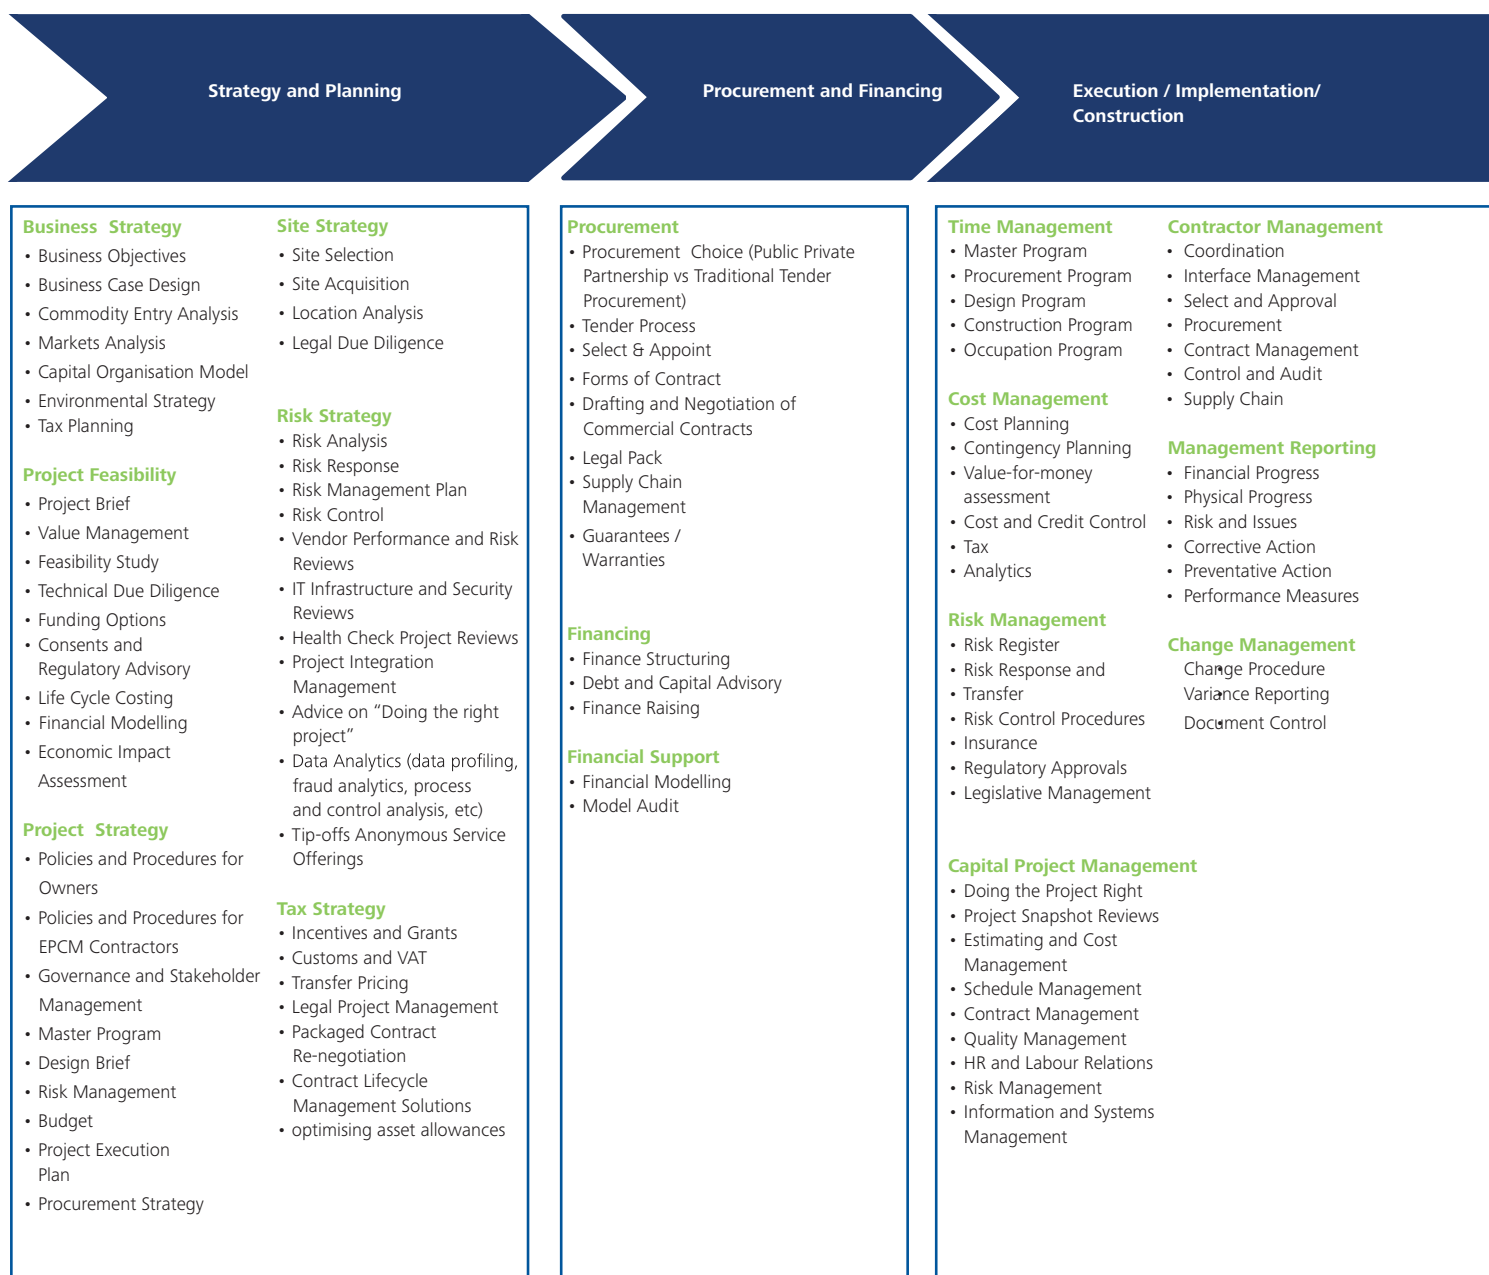 Strategy and Planning
Procurement and Financing
Execution / Implementation/
Construction
Business Strategy
• Business Objectives
• Business Case Design
• Commodity Entry Analysis
• Markets Analysis
• Capital Organisation Model
• Environmental Strategy
• Tax Planning
Project Feasibility
• Project Brief
• Value Management
• Feasibility Study
• Technical Due Diligence
• Funding Options
• Consents and
Regulatory Advisory
• Life Cycle Costing
• Financial Modelling
• Economic Impact
Assessment
Project Strategy
• Policies and Procedures for
Owners
• Policies and Procedures for
EPCM Contractors
• Governance and Stakeholder
Management
• Master Program
• Design Brief
• Risk Management
• Budget
• Project Execution
Plan
• Procurement Strategy
Site Strategy
• Site Selection
• Site Acquisition
• Location Analysis
• Legal Due Diligence
Risk Strategy
• Risk Analysis
• Risk Response
• Risk Management Plan
• Risk Control
• Vendor Performance and Risk
Reviews
• IT Infrastructure and Security
Reviews
• Health Check Project Reviews
• Project Integration
Management
• Advice on “Doing the right
project”
• Data Analytics (data profiling,
fraud analytics, process
and control analysis, etc)
• Tip-offs Anonymous Service
Offerings
Tax Strategy
• Incentives and Grants
• Customs and VAT
• Transfer Pricing
• Legal Project Management
• Packaged Contract
Re-negotiation
• Contract Lifecycle
Management Solutions
• optimising asset allowances
Procurement
• Procurement Choice (Public Private
Partnership vs Traditional Tender
Procurement)
• Tender Process
• Select & Appoint
• Forms of Contract
• Drafting and Negotiation of
Commercial Contracts
• Legal Pack
• Supply Chain
Management
• Guarantees /
Warranties
Financing
• Finance Structuring
• Debt and Capital Advisory
• Finance Raising
Financial Support
• Financial Modelling
• Model Audit
Time Management
• Master Program
• Procurement Program
• Design Program
• Construction Program
• Occupation Program
Cost Management
• Cost Planning
• Contingency Planning
• Value-for-money
assessment
• Cost and Credit Control
• Tax
• Analytics
Risk Management
• Risk Register
• Risk Response and
• Transfer
• Risk Control Procedures
• Insurance
• Regulatory Approvals
• Legislative Management
Capital Project Management
• Doing the Project Right
• Project Snapshot Reviews
• Estimating and Cost
Management
• Schedule Management
• Contract Management
• Quality Management
• HR and Labour Relations
• Risk Management
• Information and Systems
Management
Contractor Management
• Coordination
• Interface Management
• Select and Approval
• Procurement
• Contract Management
• Control and Audit
• Supply Chain
Management Reporting
• Financial Progress
• Physical Progress
• Risk and Issues
• Corrective Action
• Preventative Action
• Performance Measures
Change Management
• Change Procedure
• Variance Reporting
• Document Control